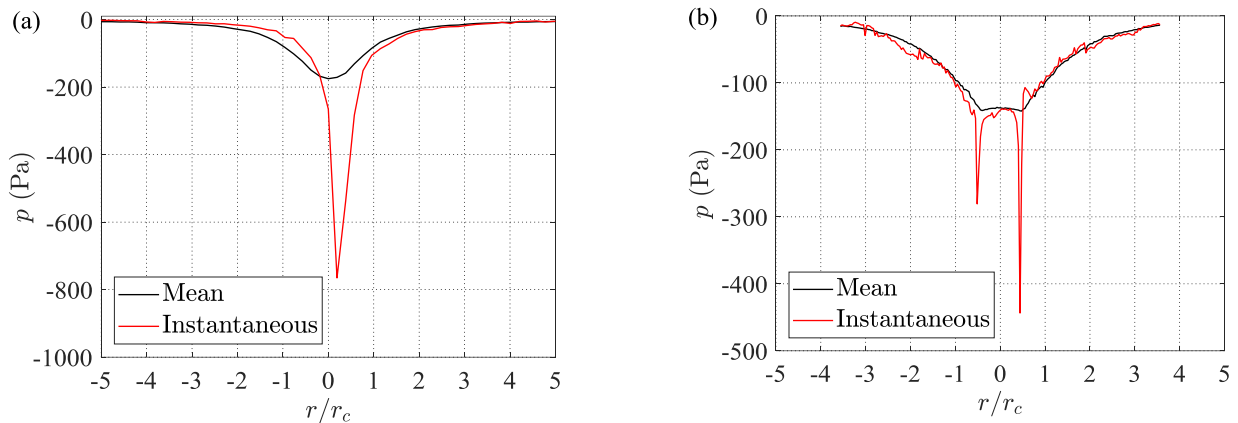 (a)
0
-200
-400
-600
-800
-1000
p (Pa)
Mean
Instantaneous
-5 -4 -3 -2 -1 0 1 2 3 4 5
r/r_c
(b)
0
-100
-200
-300
-400
-500
p (Pa)
Mean
Instantaneous
-5 -4 -3 -2 -1 0 1 2 3 4 5
r/r_c